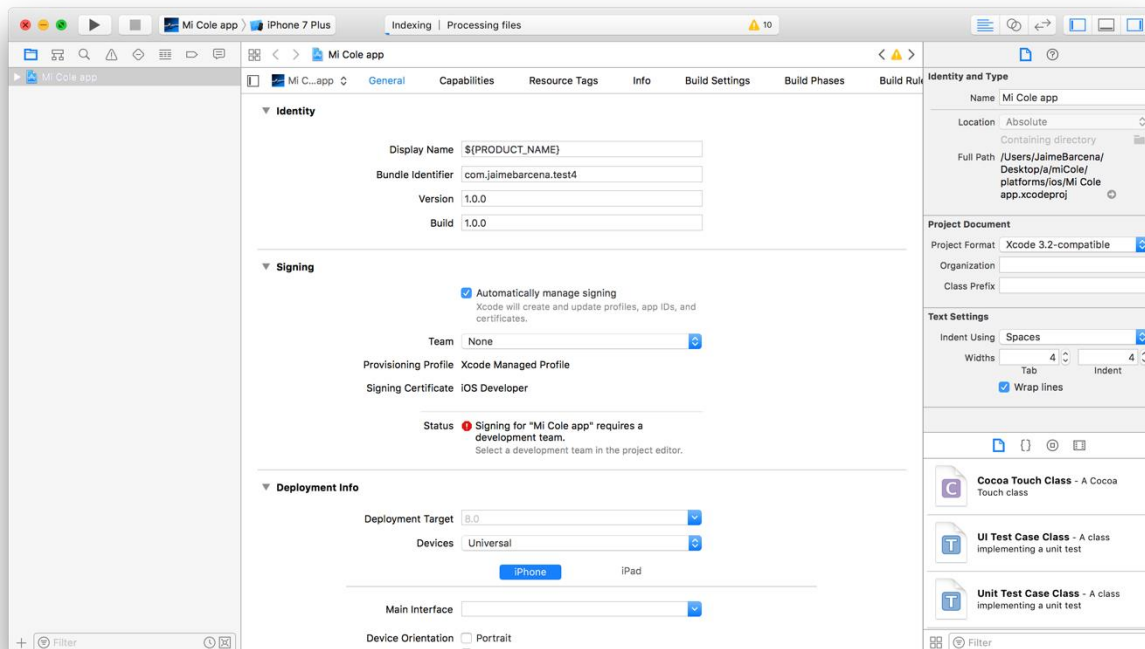 Mi Cole app
iPhone 7 Plus
Indexing | Processing files
10
Mi Cole app
Mi Cole app
Mi C...app
General
Capabilities
Resource Tags
Info
Build Settings
Build Phases
Build Rule
Identity
Display Name ${PRODUCT_NAME}
Bundle Identifier com.jaimebarcena.test4
Version 1.0.0
Build 1.0.0
Signing
Automatically manage signing
Xcode will create and update profiles, app IDs, and
certificates.
Team None
Provisioning Profile Xcode Managed Profile
Signing Certificate iOS Developer
Status Signing for "Mi Cole app" requires a
development team.
Select a development team in the project editor.
Deployment Info
Deployment Target 8.0
Devices Universal
iPhone
iPad
Main Interface
Device Orientation Portrait
Filter
Identity and Type
Name Mi Cole app
Location Absolute
Containing directory
Full Path /Users/JaimeBarcena/
Desktop/a/miCole/
platforms/ios/Mi Cole
app.xcodeproj
Project Document
Project Format Xcode 3.2-compatible
Organization
Class Prefix
Text Settings
Indent Using Spaces
Widths 4 4
Tab Indent
Wrap lines
{}
C
Cocoa Touch Class - A Cocoa
Touch class
T
UI Test Case Class - A class
implementing a unit test
T
Unit Test Case Class - A class
implementing a unit test
Filter